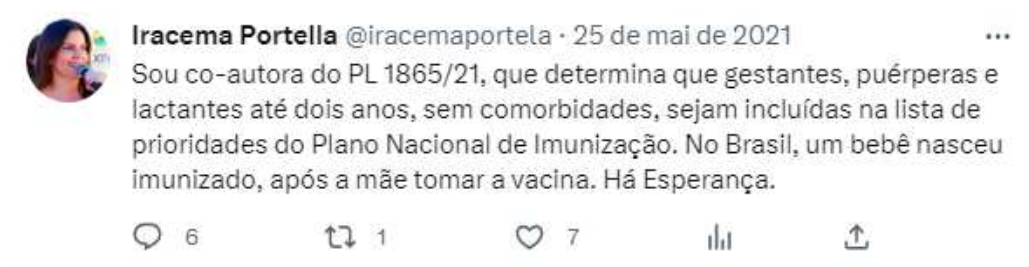 Iracema Portella @iracemaportela · 25 de mai de 2021
Sou co-autora do PL 1865/21, que determina que gestantes, puérperas e
lactantes até dois anos, sem comorbidades, sejam incluídas na lista de
prioridades do Plano Nacional de Imunização. No Brasil, um bebê nasceu
imunizado, após a mãe tomar a vacina. Há Esperança.
6 1 7